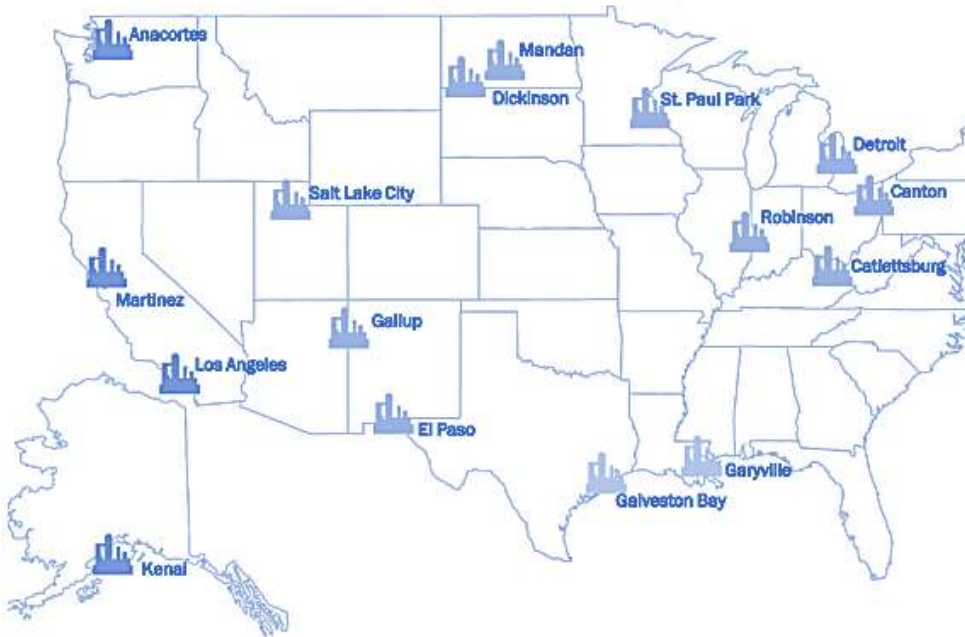 Anacortes
Mandan
Dickinson
St. Paul Park
Detroit
Salt Lake City
Canton
Robinson
Catlettsburg
Martinez
Gallup
Los Angeles
El Paso
Garyville
Galveston Bay
Kenai